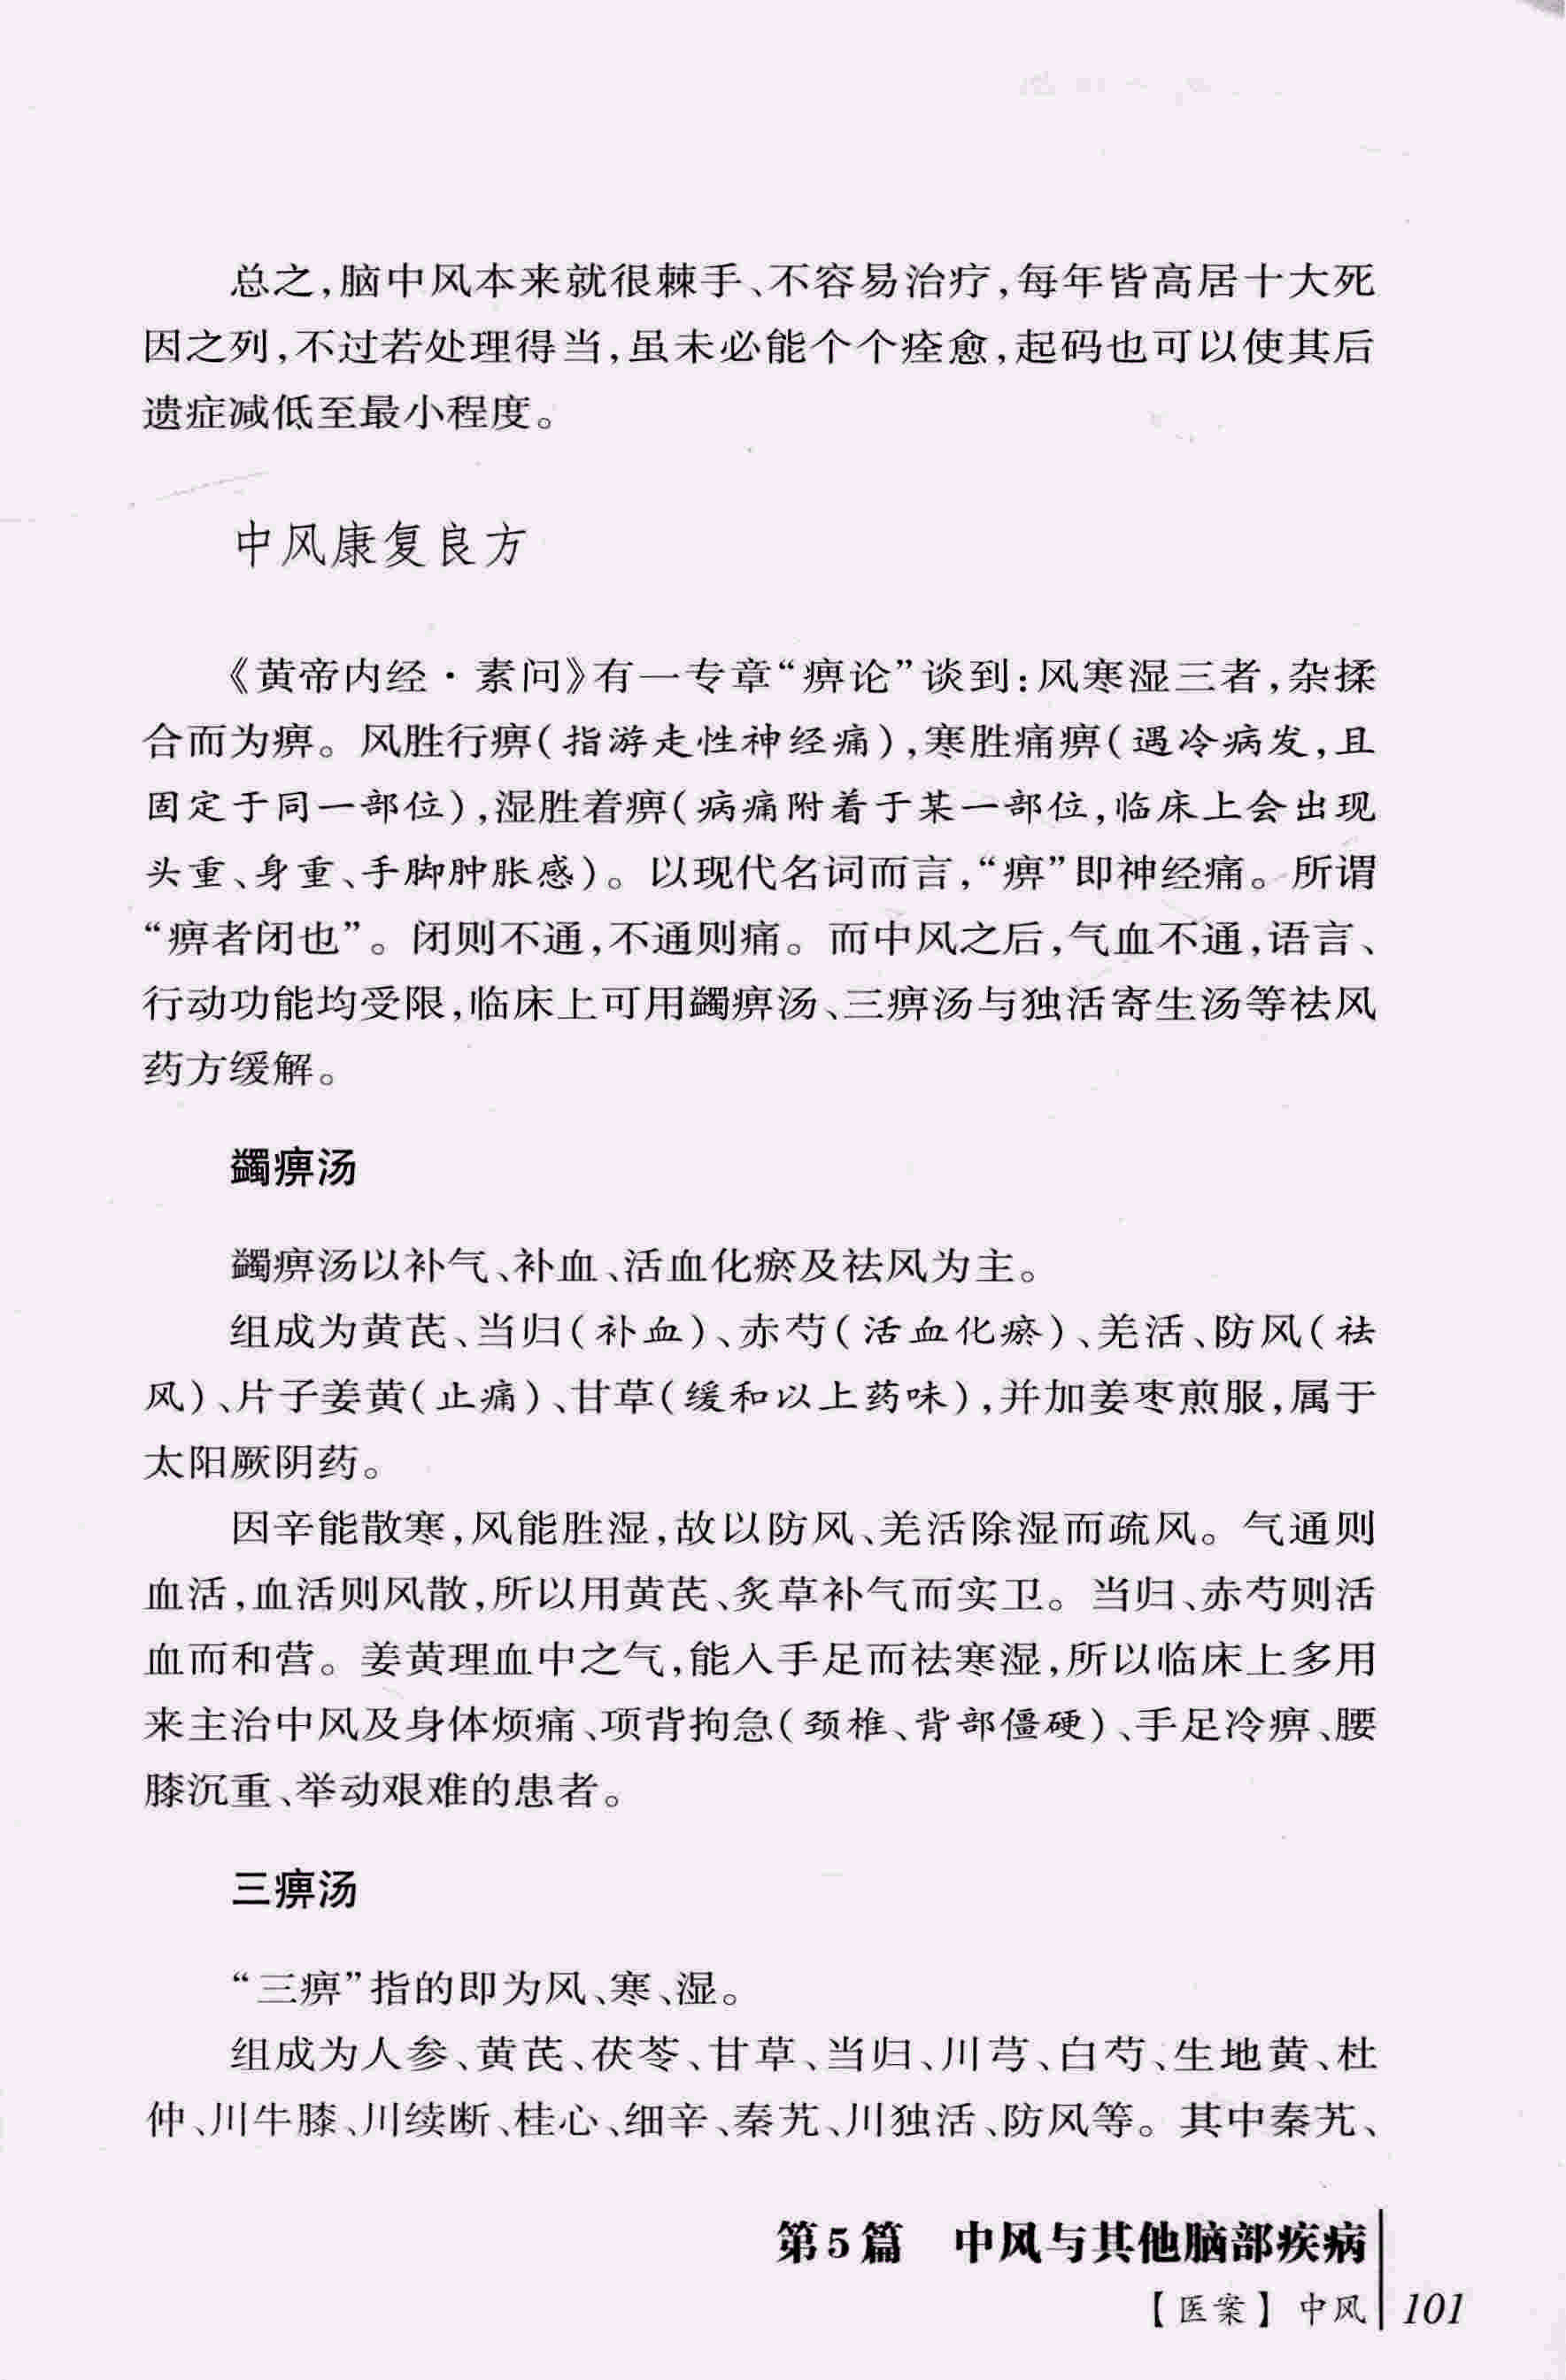 总之,脑中风本来就很棘手、不容易治疗,每年皆高居十大死
因之列,不过若处理得当,虽未必能个个痊愈,起码也可以使其后
遗症减低至最小程度。
中风康复良方
《黄帝内经·素问》有一专章“痹论”谈到:风寒湿三者,杂揉
合而为痹。风胜行痹(指游走性神经痛),寒胜痛痹(遇冷病发,且
固定于同一部位),湿胜着痹(病痛附着于某一部位,临床上会出现
头重、身重、手脚肿胀感)。以现代名词而言,“痹”即神经痛。所谓
“痹者闭也”。闭则不通,不通则痛。而中风之后,气血不通,语言、
行动功能均受限,临床上可用蠲痹汤、三痹汤与独活寄生汤等祛风
药方缓解。
蠲痹汤
蠲痹汤以补气、补血、活血化瘀及祛风为主。
组成为黄芪、当归(补血)、赤芍(活血化瘀)、羌活、防风(祛
风)、片子姜黄(止痛)、甘草(缓和以上药味),并加姜枣煎服,属于
太阳厥阴药。
因辛能散寒,风能胜湿,故以防风、羌活除湿而疏风。气通则
血活,血活则风散,所以用黄芪、炙草补气而实卫。当归、赤芍则活
血而和营。姜黄理血中之气,能入手足而祛寒湿,所以临床上多用
来主治中风及身体烦痛、项背拘急(颈椎、背部僵硬)、手足冷痹、腰
膝沉重、举动艰难的患者。
三痹汤
“三痹”指的即为风、寒、湿。
组成为人参、黄芪、茯苓、甘草、当归、川芎、白芍、生地黄、杜
仲、川牛膝、川续断、桂心、细辛、秦艽、川独活、防风等。其中秦艽、
第5篇 中风与其他脑部疾病
【医案】中风 101